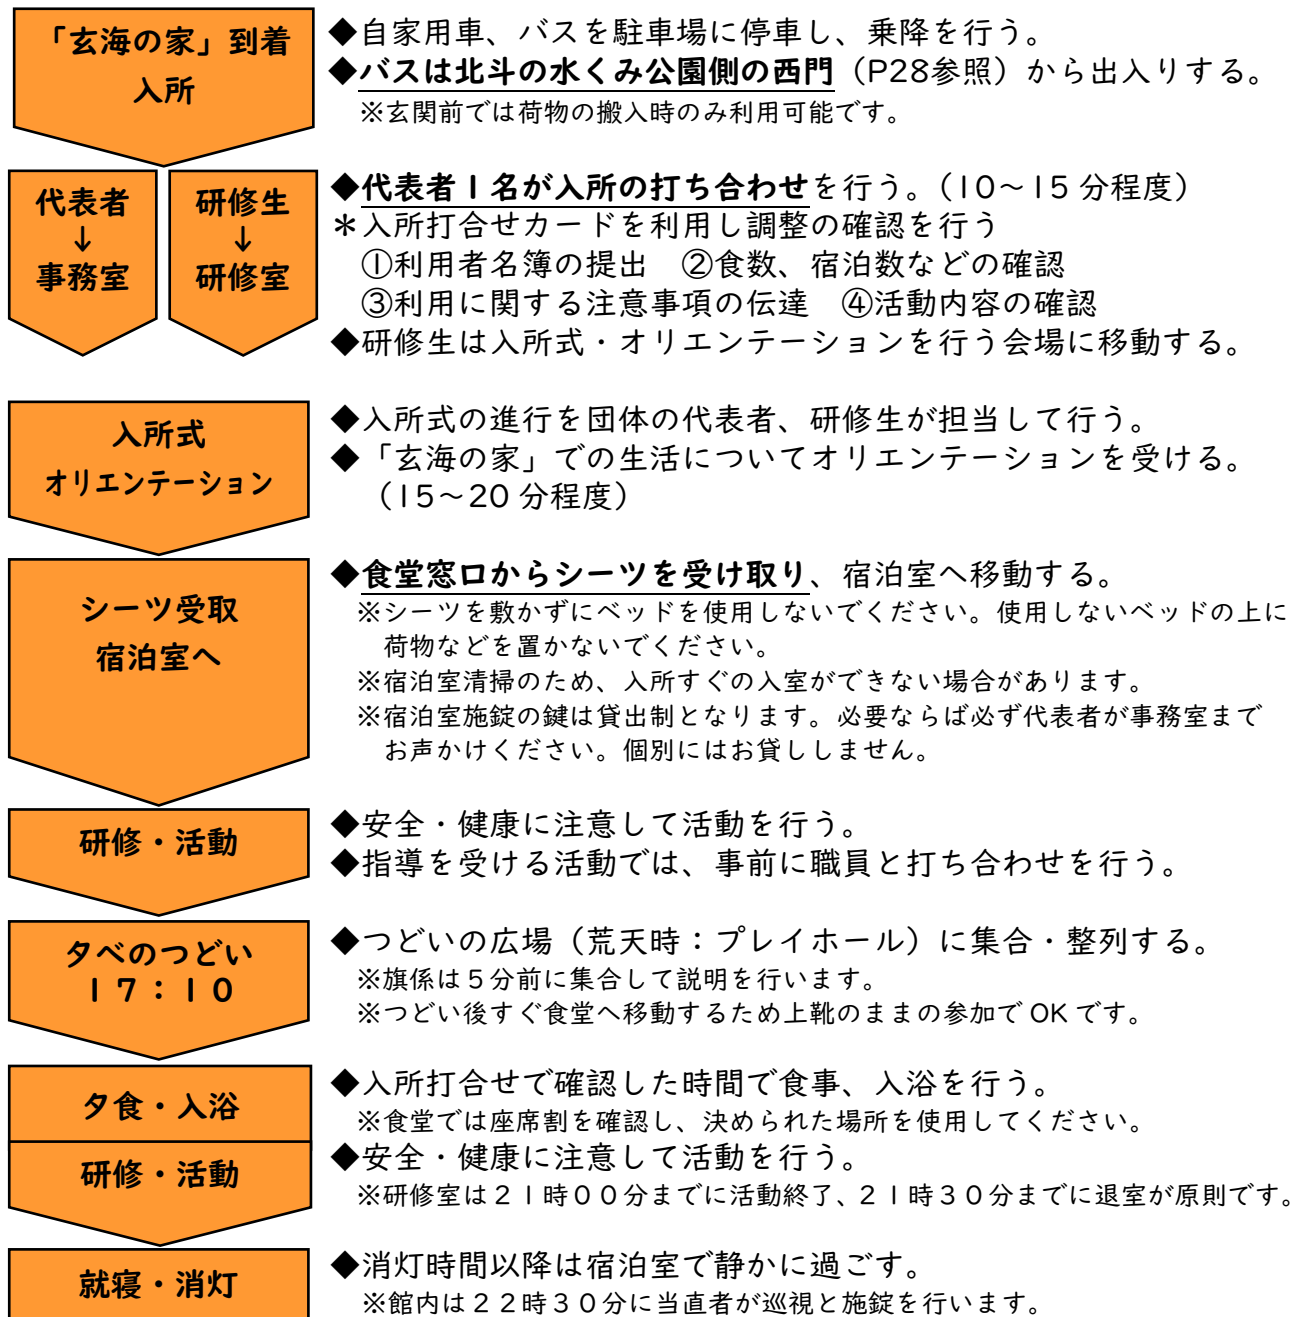 「玄海の家」到着
入所
◆自家用車、バスを駐車場に停車し、乗降を行う。
◆バスは北斗の水くみ公園側の西門（P28参照）から出入りする。
※玄関前では荷物の搬入時のみ利用可能です。
代表者
↓
事務室
研修生
↓
研修室
◆代表者１名が入所の打ち合わせを行う。（10～15分程度）
＊入所打合せカードを利用し調整の確認を行う
①利用者名簿の提出　②食数、宿泊数などの確認
③利用に関する注意事項の伝達　④活動内容の確認
◆研修生は入所式・オリエンテーションを行う会場に移動する。
入所式
オリエンテーション
◆入所式の進行を団体の代表者、研修生が担当して行う。
◆「玄海の家」での生活についてオリエンテーションを受ける。
（15～20分程度）
シーツ受取
宿泊室へ
◆食堂窓口からシーツを受け取り、宿泊室へ移動する。
※シーツを敷かずにベッドを使用しないでください。使用しないベッドの上に
荷物などを置かないでください。
※宿泊室清掃のため、入所すぐの入室ができない場合があります。
※宿泊室施錠の鍵は貸出制となります。必要ならば必ず代表者が事務室まで
お声かけください。個別にはお貸ししません。
研修・活動
◆安全・健康に注意して活動を行う。
◆指導を受ける活動では、事前に職員と打ち合わせを行う。
夕べのつどい
１７：１０
◆つどいの広場（荒天時：プレイホール）に集合・整列する。
※旗係は５分前に集合して説明を行います。
※つどい後すぐ食堂へ移動するため上靴のままの参加でOKです。
夕食・入浴
◆入所打合せで確認した時間で食事、入浴を行う。
※食堂では座席割を確認し、決められた場所を使用してください。
研修・活動
◆安全・健康に注意して活動を行う。
※研修室は２１時００分までに活動終了、２１時３０分までに退室が原則です。
就寝・消灯
◆消灯時間以降は宿泊室で静かに過ごす。
※館内は２２時３０分に当直者が巡視と施錠を行います。